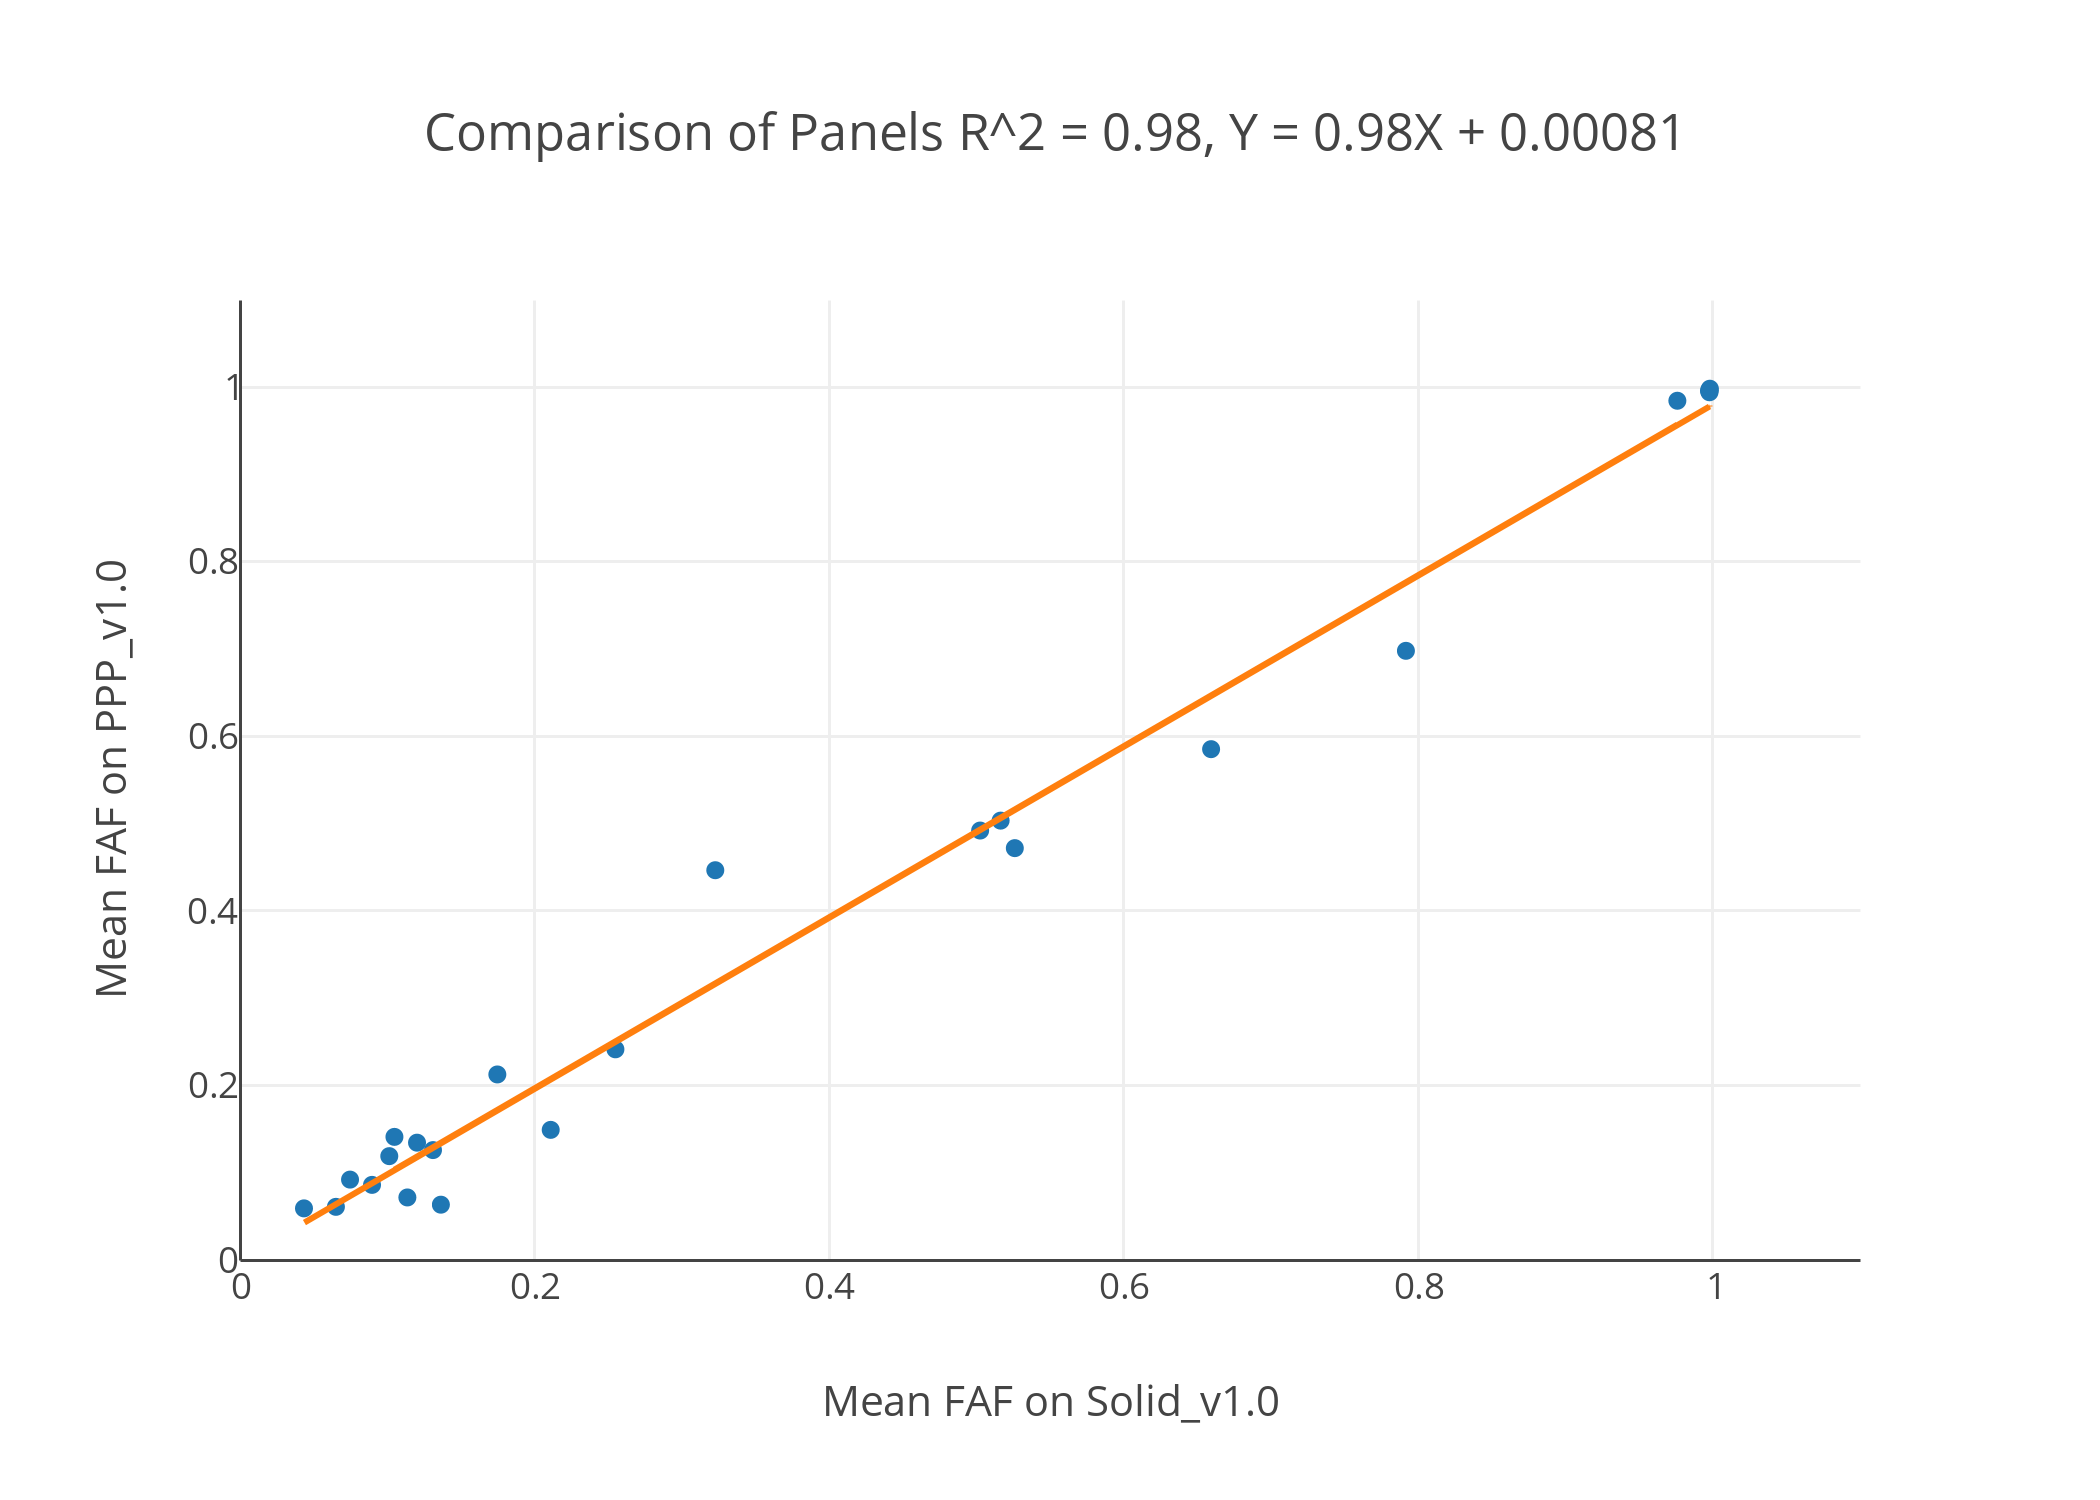 Comparison of Panels R^2 = 0.98, Y = 0.98X + 0.00081
Mean FAF on PPP_v1.0
1
0.8
0.6
0.4
0.2
0
0 0.2 0.4 0.6 0.8 1
Mean FAF on Solid_v1.0